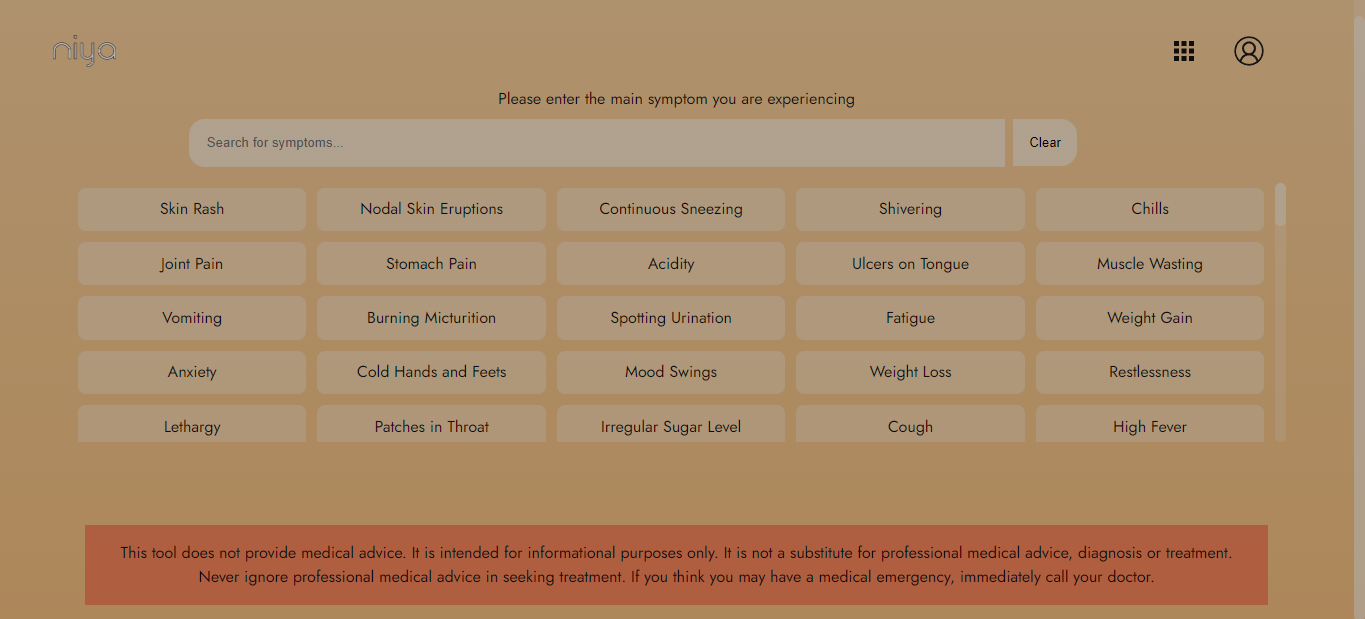 niya
Please enter the main symptom you are experiencing
Search for symptoms...
Clear
Skin Rash
Nodal Skin Eruptions
Continuous Sneezing
Shivering
Chills
Joint Pain
Stomach Pain
Acidity
Ulcers on Tongue
Muscle Wasting
Vomiting
Burning Micturition
Spotting Urination
Fatigue
Weight Gain
Anxiety
Cold Hands and Feets
Mood Swings
Weight Loss
Restlessness
Lethargy
Patches in Throat
Irregular Sugar Level
Cough
High Fever
This tool does not provide medical advice. It is intended for informational purposes only. It is not a substitute for professional medical advice, diagnosis or treatment.
Never ignore professional medical advice in seeking treatment. If you think you may have a medical emergency, immediately call your doctor.